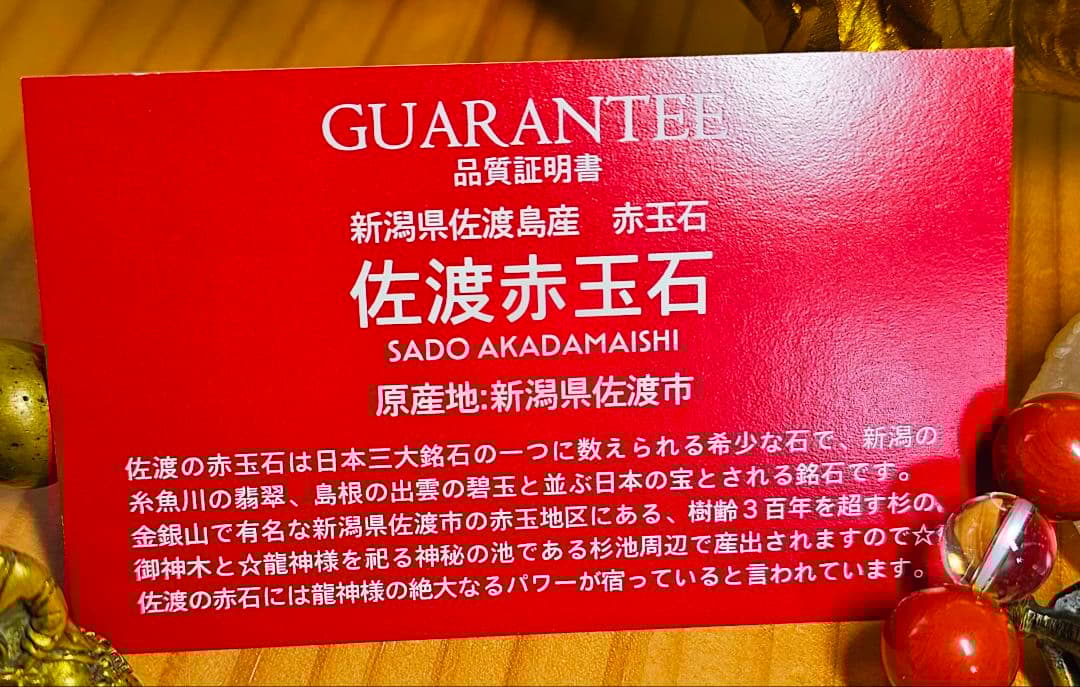 GUARANTEE
品質証明書
新潟県佐渡島産　赤玉石
佐渡赤玉石
SADO AKADAMAISHI
原産地:新潟県佐渡市
佐渡の赤玉石は日本三大銘石の一つに数えられる希少な石で、新潟の
糸魚川の翡翠、島根の出雲の碧玉と並ぶ日本の宝とされる銘石です。
金銀山で有名な新潟県佐渡市の赤玉地区にある、樹齢３百年を超す杉の、
御神木と☆龍神様を祀る神秘の池である杉池周辺で産出されますので☆
佐渡の赤石には龍神様の絶大なるパワーが宿っていると言われています。